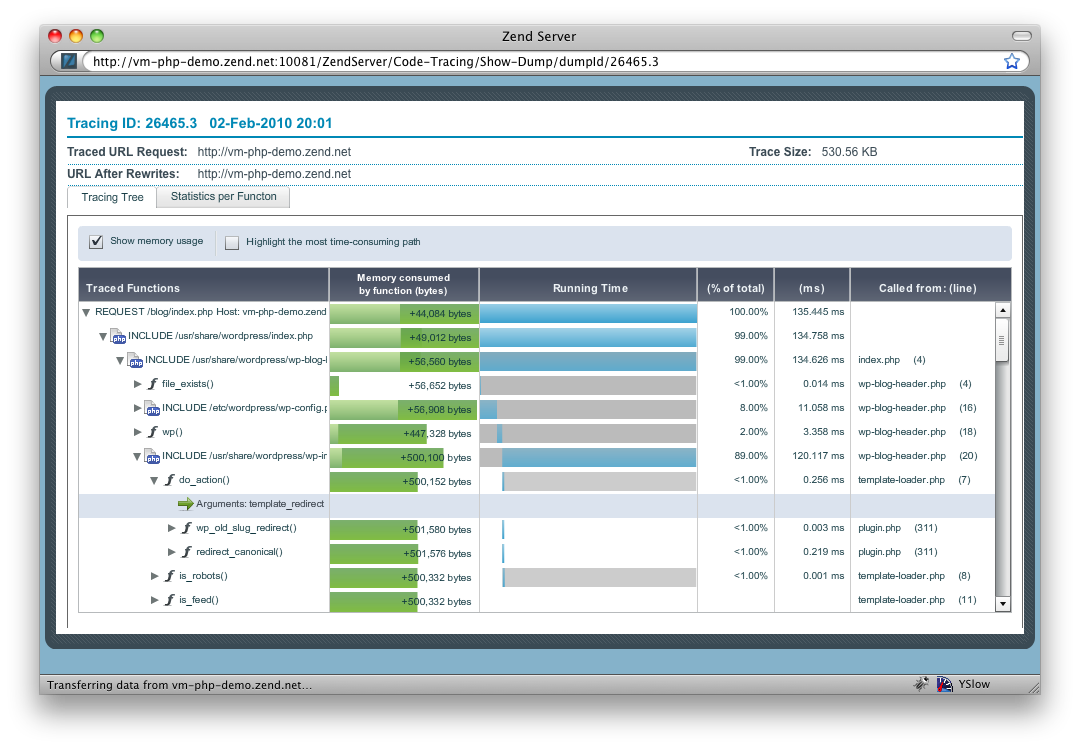 Zend Server
http://vm-php-demo.zend.net:10081/ZendServer/Code-Tracing/Show-Dump/dumpId/26465.3
Tracing ID: 26465.3 02-Feb-2010 20:01
Traced URL Request: http://vm-php-demo.zend.net Trace Size: 530.56 KB
URL After Rewrites: http://vm-php-demo.zend.net
Tracing Tree Statistics per Functon
Show memory usage Highlight the most time-consuming path
Traced Functions Memory consumed by function (bytes) Running Time (% of total) (ms) Called from: (line)
REQUEST /blog/index.php Host: vm-php-demo.zend +44,084 bytes 100.00% 135.445 ms
php INCLUDE /usr/share/wordpress/index.php +49,012 bytes 99.00% 134.758 ms
php INCLUDE /usr/share/wordpress/wp-blog-l +56,560 bytes 99.00% 134.626 ms index.php (4)
f file_exists() +56,652 bytes <1.00% 0.014 ms wp-blog-header.php (4)
php INCLUDE /etc/wordpress/wp-config.p +56,908 bytes 8.00% 11.058 ms wp-blog-header.php (16)
f wp() +447,328 bytes 2.00% 3.358 ms wp-blog-header.php (18)
php INCLUDE /usr/share/wordpress/wp-ir +500,100 bytes 89.00% 120.117 ms wp-blog-header.php (20)
f do_action() +500,152 bytes <1.00% 0.256 ms template-loader.php (7)
Arguments: template_redirect
f wp_old_slug_redirect() +501,580 bytes <1.00% 0.003 ms plugin.php (311)
f redirect_canonical() +501,576 bytes <1.00% 0.219 ms plugin.php (311)
f is_robots() +500,332 bytes <1.00% 0.001 ms template-loader.php (8)
f is_feed() +500,332 bytes template-loader.php (11)
Transferring data from vm-php-demo.zend.net... YSlow